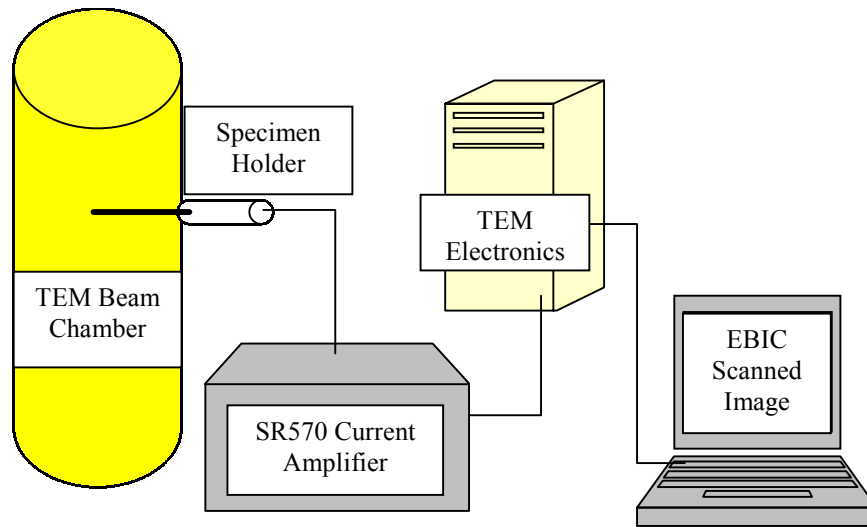 Specimen
Holder
TEM
Electronics
TEM Beam
Chamber
EBIC
Scanned
Image
SR570 Current
Amplifier